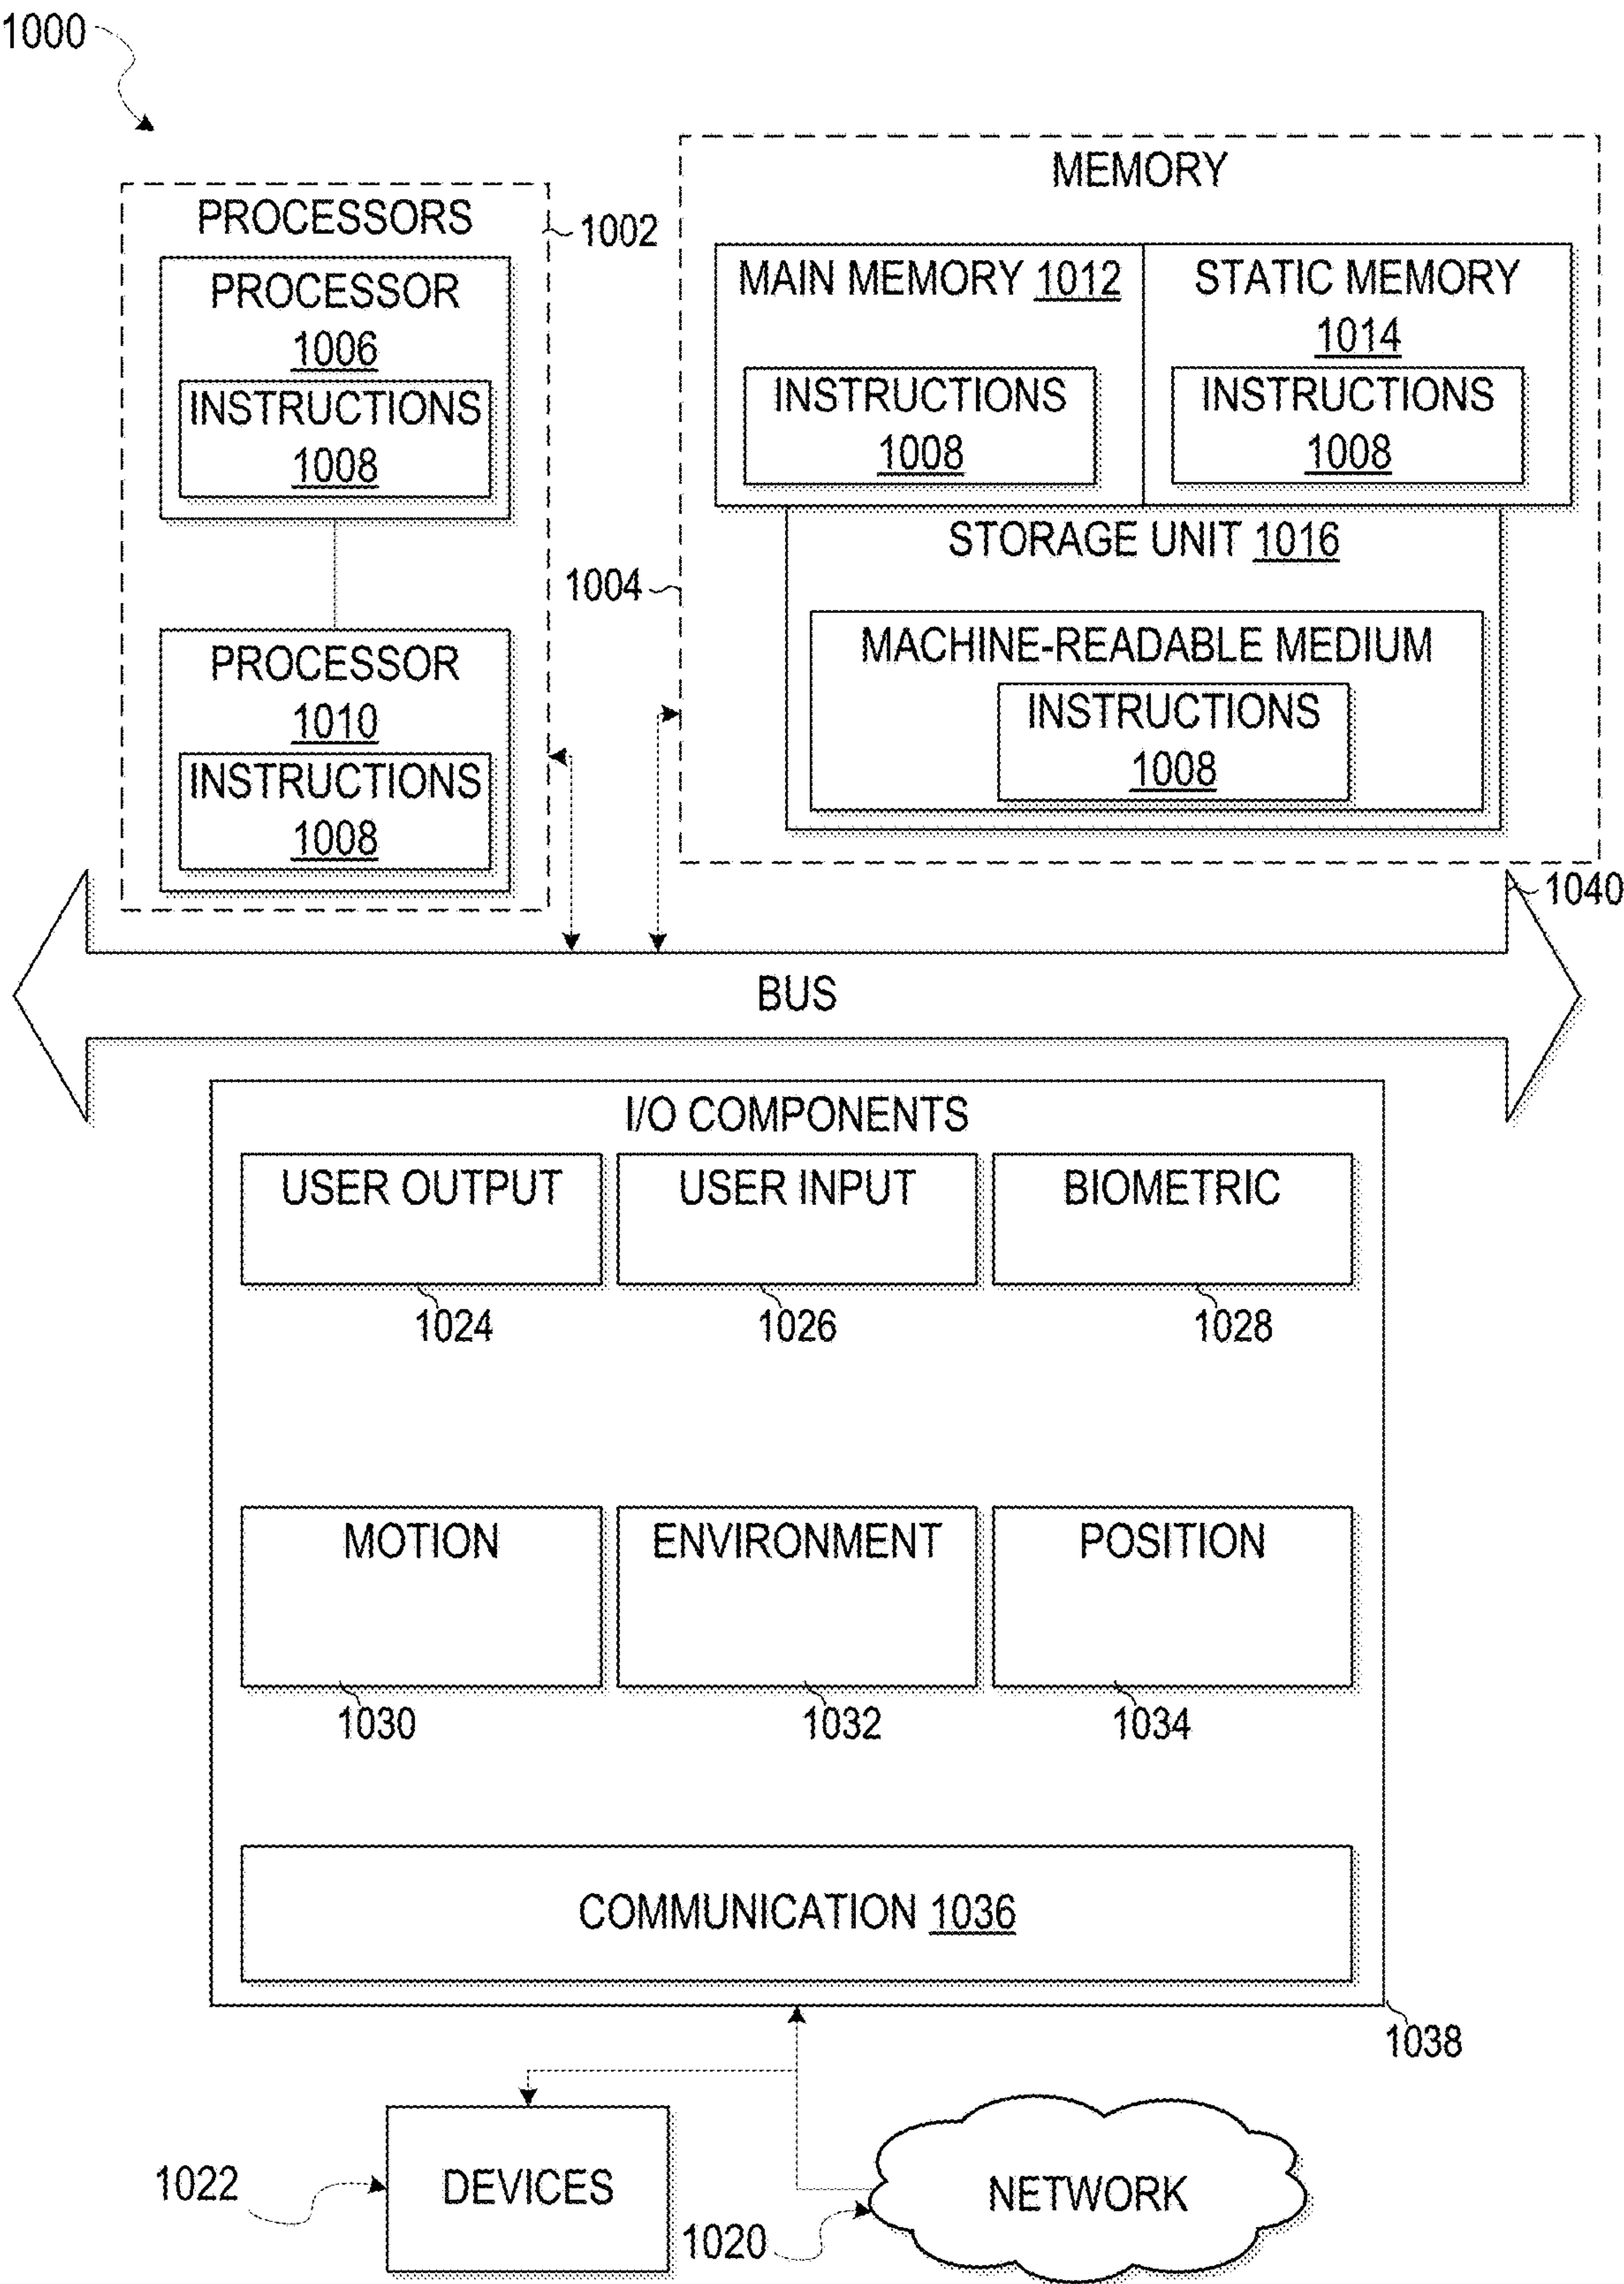 1000
PROCESSORS
1002
PROCESSOR
1006
INSTRUCTIONS
1008
PROCESSOR
1010
INSTRUCTIONS
1008
MEMORY
MAIN MEMORY 1012
INSTRUCTIONS
1008
STATIC MEMORY
1014
INSTRUCTIONS
1008
1004
STORAGE UNIT 1016
MACHINE-READABLE MEDIUM
INSTRUCTIONS
1008
1040
BUS
I/O COMPONENTS
USER OUTPUT
USER INPUT
BIOMETRIC
1024
1026
1028
MOTION
ENVIRONMENT
POSITION
1030
1032
1034
COMMUNICATION 1036
1038
1022
DEVICES
1020
NETWORK